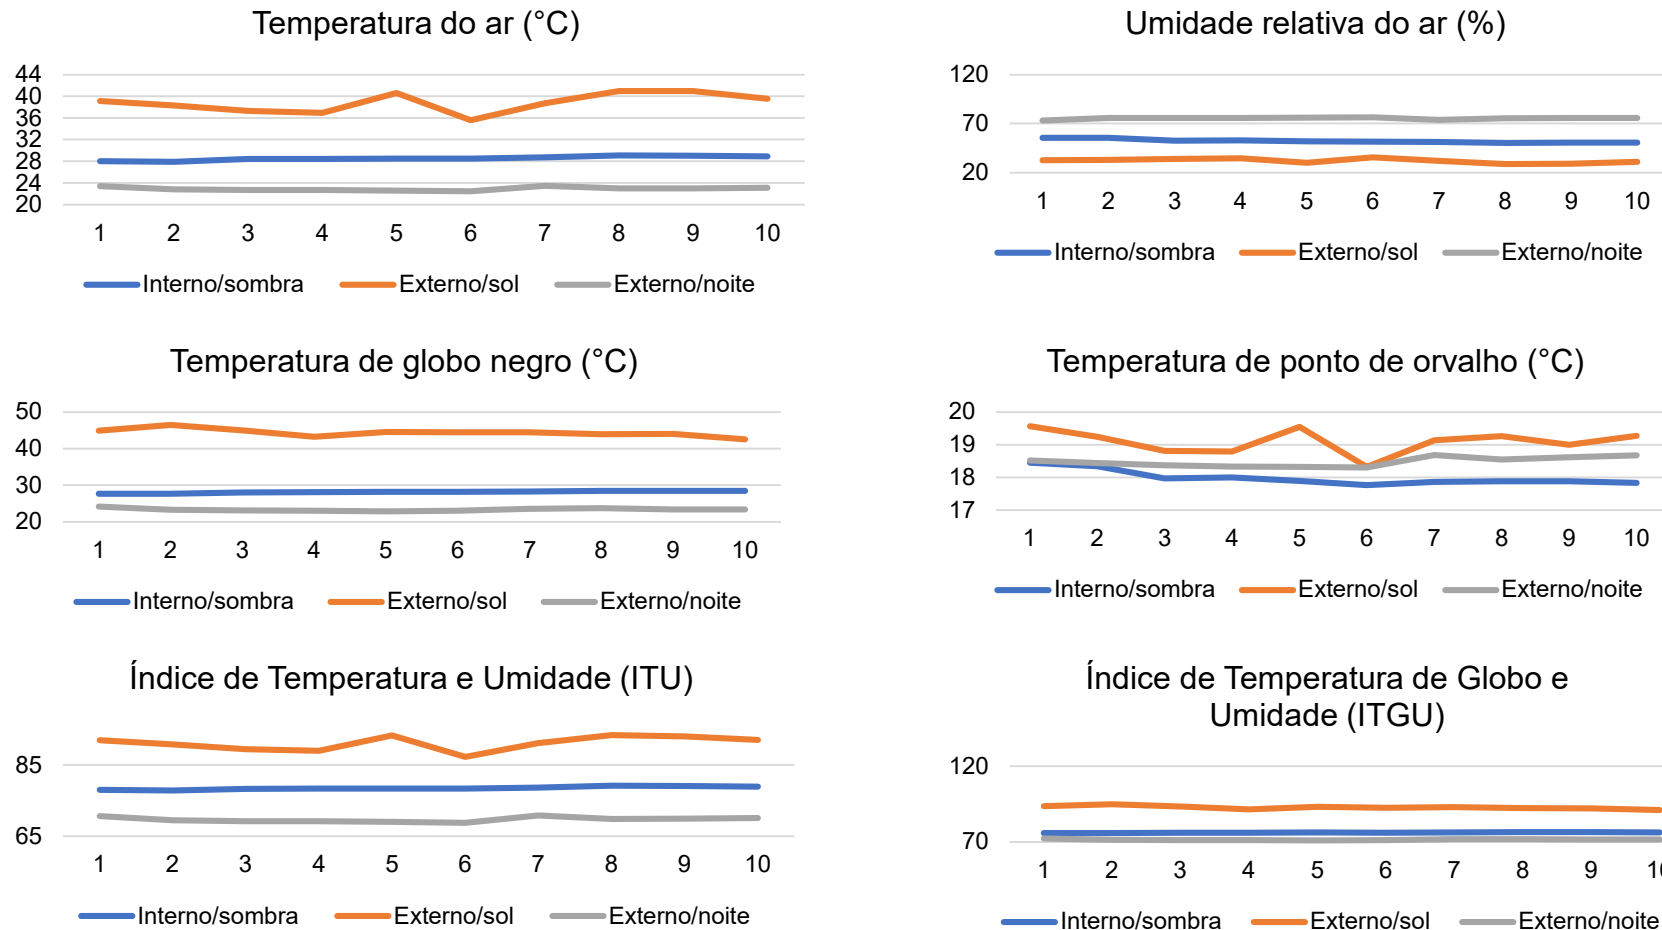 Temperatura do ar (°C)
44
40
36
32
28
24
20
1 2 3 4 5 6 7 8 9 10
Interno/sombra Externo/sol Externo/noite
Umidade relativa do ar (%)
120
70
20
1 2 3 4 5 6 7 8 9 10
Interno/sombra Externo/sol Externo/noite
Temperatura de globo negro (°C)
50
40
30
20
1 2 3 4 5 6 7 8 9 10
Interno/sombra Externo/sol Externo/noite
Temperatura de ponto de orvalho (°C)
20
19
18
17
1 2 3 4 5 6 7 8 9 10
Interno/sombra Externo/sol Externo/noite
Índice de Temperatura e Umidade (ITU)
85
65
1 2 3 4 5 6 7 8 9 10
Interno/sombra Externo/sol Externo/noite
Índice de Temperatura de Globo e
Umidade (ITGU)
120
70
1 2 3 4 5 6 7 8 9 10
Interno/sombra Externo/sol Externo/noite